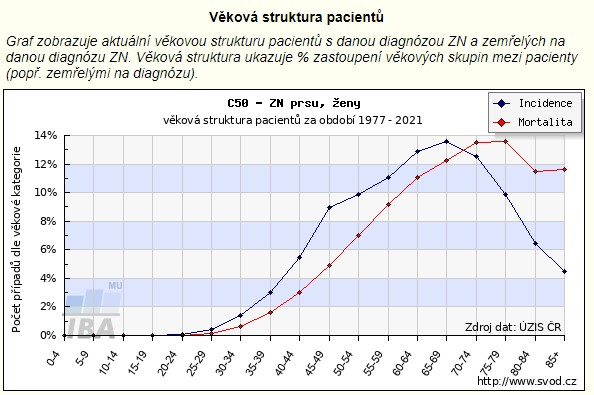 Věková struktura pacientů
Graf zobrazuje aktuální věkovou strukturu pacientů s danou diagnózou ZN a zemřelých na
danou diagnózu ZN. Věková struktura ukazuje % zastoupení věkových skupin mezi pacienty
(popř. zemřelými na diagnózu).
C50 - ZN prsu, ženy
věková struktura pacientů za období 1977 - 2021
Incidence
Mortalita
Počet případů dle věkové kategorie
14%
12%
10%
8%
6%
4%
2%
0%
MU
IBA
Zdroj dat: ÚZIS ČR
0-4
5-9
10-14
15-19
20-24
25-29
30-34
35-39
40-44
45-49
50-54
55-59
60-64
65-69
70-74
75-79
80-84
85+
http://www.svod.cz